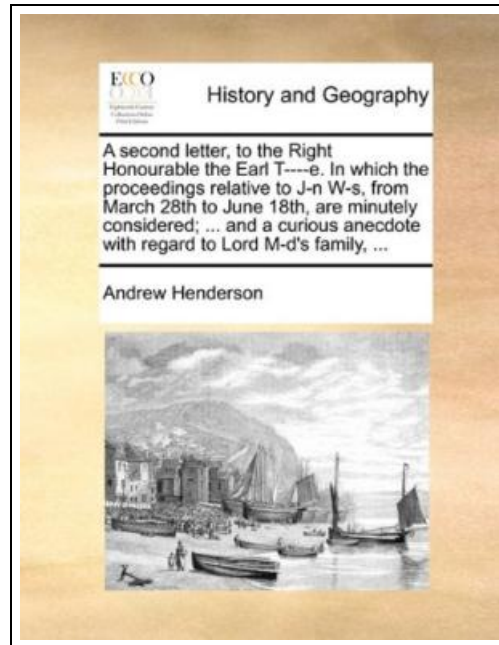 ECCO
History and Geography
A second letter, to the Right
Honourable the Earl T----e. In which the
proceedings relative to J-n W-s, from
March 28th to June 18th, are minutely
considered; ... and a curious anecdote
with regard to Lord M-d's family, ...
Andrew Henderson